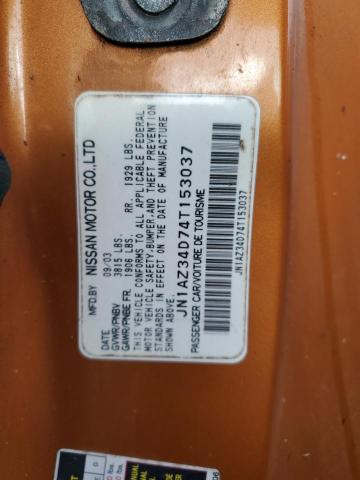 MFD.BY NISSAN MOTOR CO.,LTD
09/03
GVWR/PNBV 3815 LBS.
GAWR/PNBE FR. 2006 LBS. RR. 1929 LBS.
THIS VEHICLE CONFORMS TO ALL APPLICABLE FEDERAL
MOTOR VEHICLE SAFETY,BUMPER,AND THEFT PREVENTION
STANDARDS IN EFFECT ON THE DATE OF MANUFACTURE
SHOWN ABOVE.
JN1AZ34D74T153037
JN1AZ34D74T153037
PASSENGER CAR/VOITURE DE TOURISME